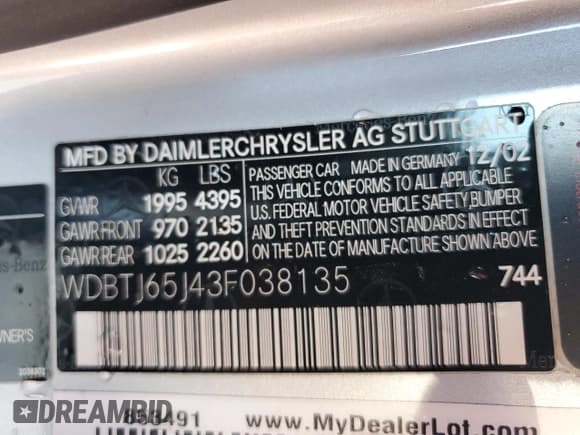 MFD BY DAIMLERCHRYSLER AG STUTTGART
KG LBS
GVWR 1995 4395
GAWR FRONT 970 2135
GAWR REAR 1025 2260
PASSENGER CAR MADE IN GERMANY 12/02
THIS VEHICLE CONFORMS TO ALL APPLICABLE
U.S. FEDERAL MOTOR VEHICLE SAFETY,BUMPER
AND THEFT PREVENTION STANDARDS IN EFFECT
ON THE DATE OF MANUFACTURE SHOWN ABOVE.
WDBTJ65J43F038135
744
853491 www.MyDealerLot.com
DREAMBID